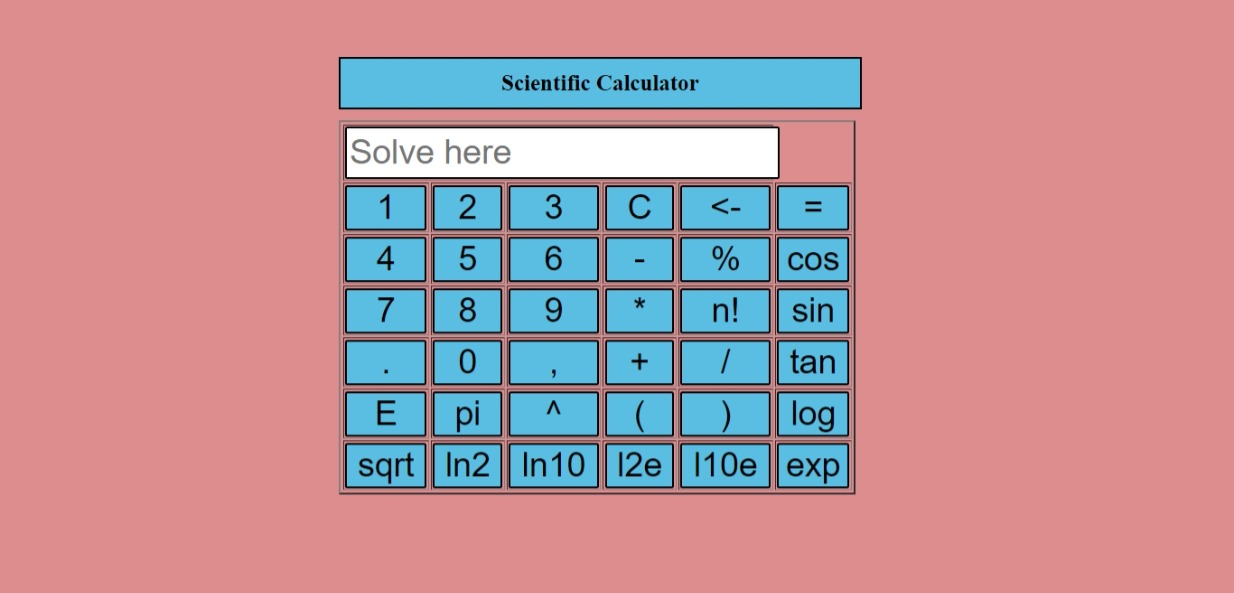 Scientific Calculator
Solve here
1 2 3 C <- =
4 5 6 - % cos
7 8 9 * n! sin
. 0 , + / tan
E pi ^ ( ) log
sqrt ln2 ln10 l2e l10e exp